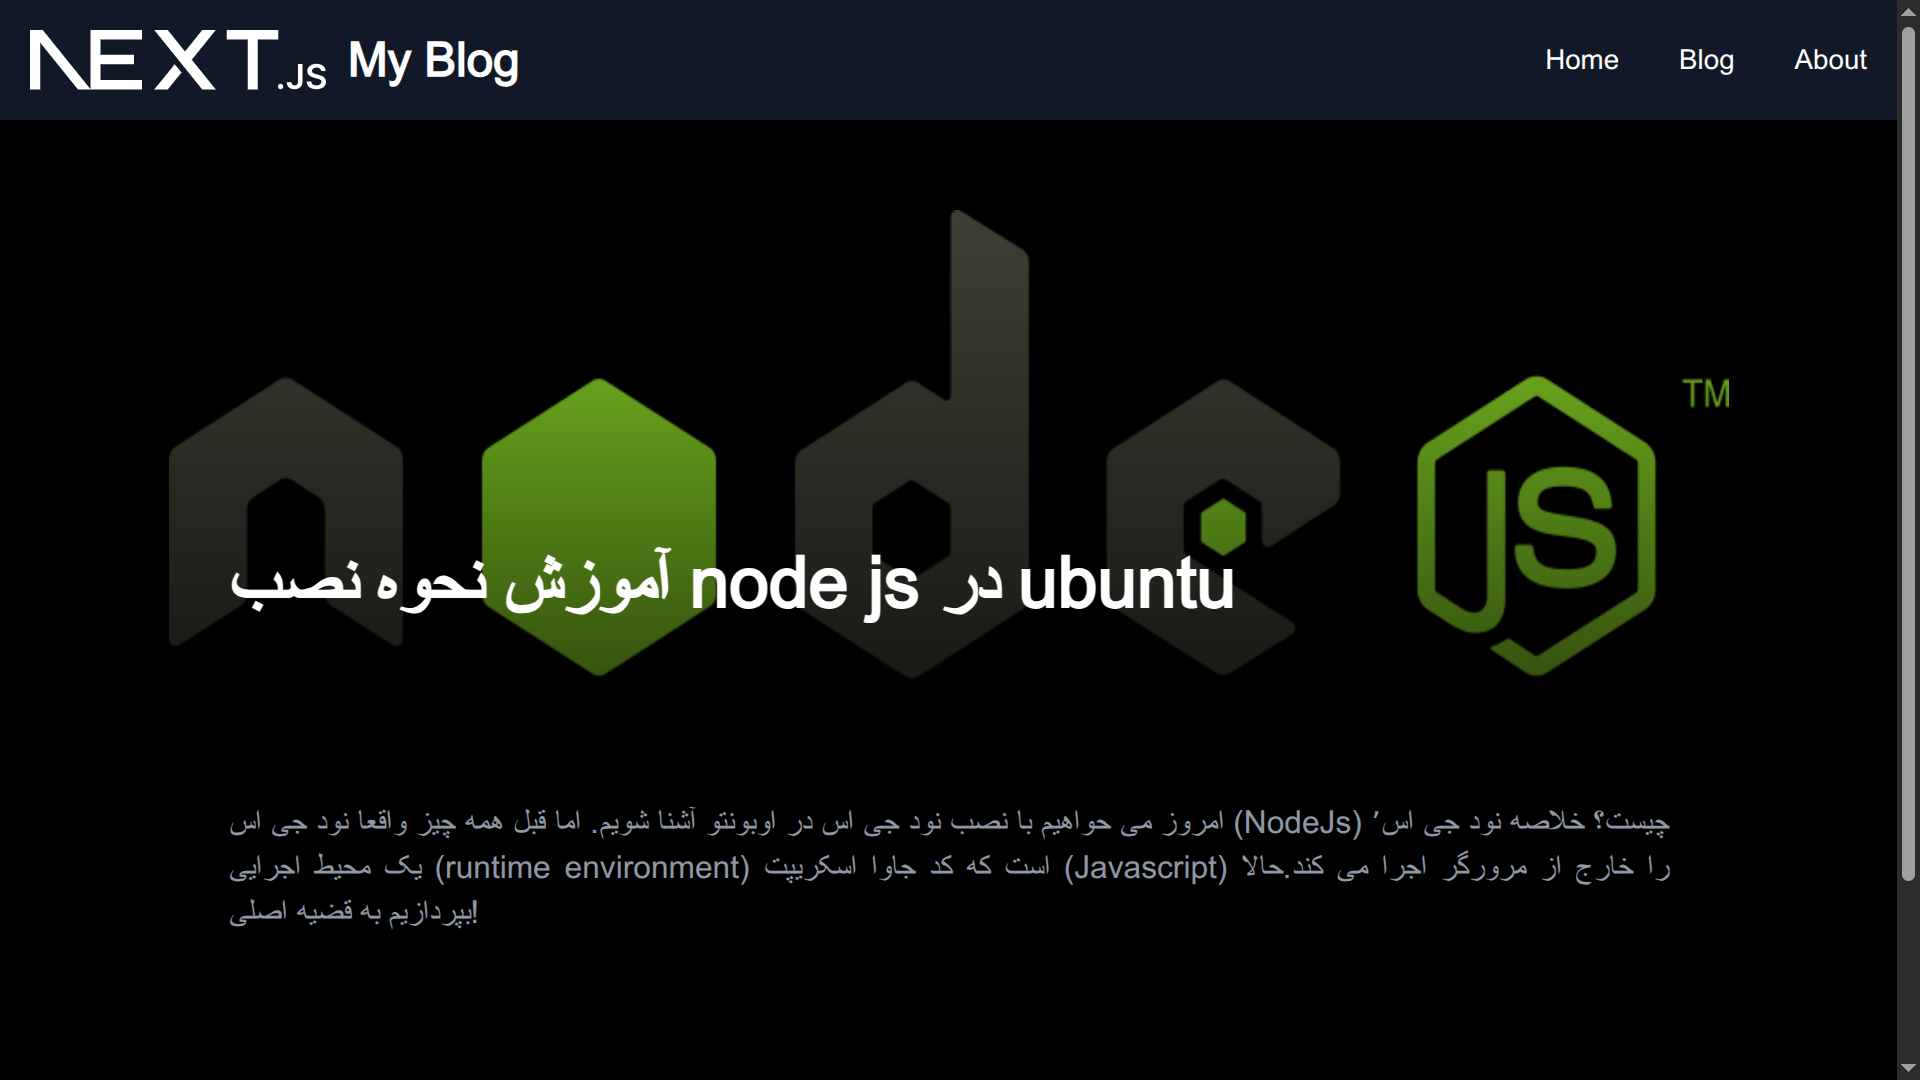 NEXT.JS My Blog
Home
Blog
About
node JS TM
آموزش نحوه نصب node js در ubuntu
امروز می حواهیم با نصب نود جی اس در اوبونتو آشنا شویم. اما قبل همه چیز واقعا نود جی اس (NodeJs) چیست؟ خلاصه نود جی اس٬
یک محیط اجرایی (runtime environment) است که کد جاوا اسکریپت (Javascript) را خارج از مرورگر اجرا می کند.حالا
بپردازیم به قضیه اصلی!